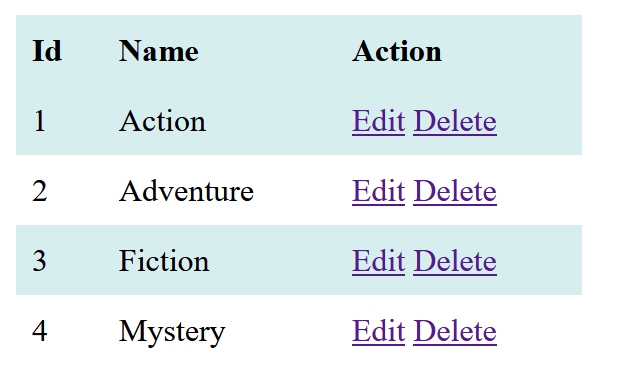 Id Name Action
1 Action Edit Delete
2 Adventure Edit Delete
3 Fiction Edit Delete
4 Mystery Edit Delete